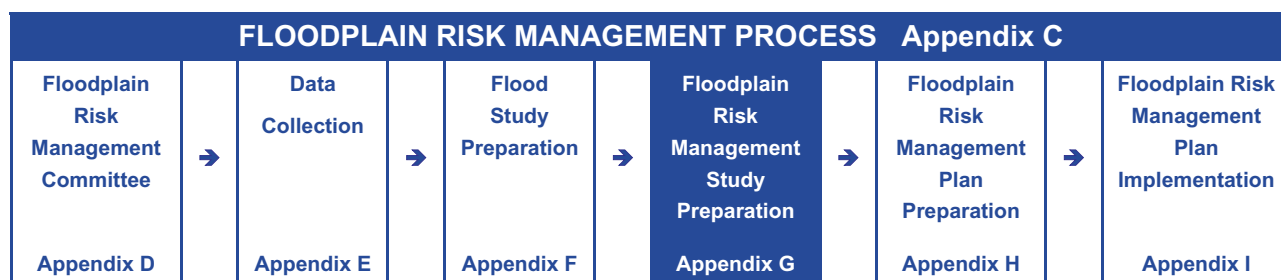 FLOODPLAIN RISK MANAGEMENT PROCESS Appendix C
Floodplain
Risk
Management
Committee
Appendix D
➔
Data
Collection
Appendix E
➔
Flood
Study
Preparation
Appendix F
➔
Floodplain
Risk
Management
Study
Preparation
Appendix G
➔
Floodplain
Risk
Management
Plan
Preparation
Appendix H
➔
Floodplain Risk
Management
Plan
Implementation
Appendix I